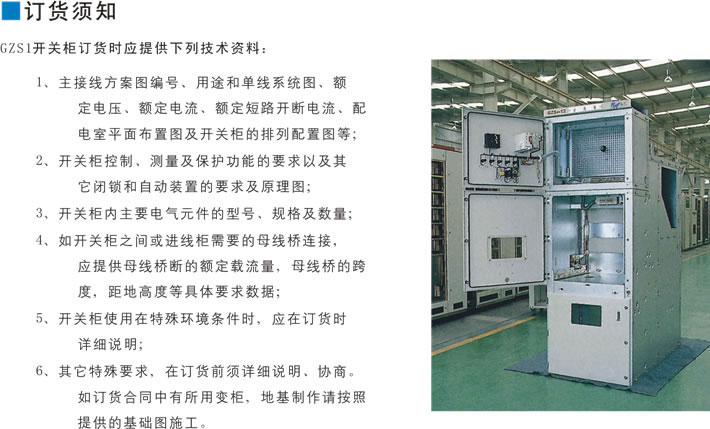 订货须知
GZS1开关柜订货时应提供下列技术资料：
1、主接线方案图编号、用途和单线系统图、额
定电压、额定电流、额定短路开断电流、配
电室平面布置图及开关柜的排列配置图等；
2、开关柜控制、测量及保护功能的要求以及其
它闭锁和自动装置的要求及原理图；
3、开关柜内主要电气元件的型号、规格及数量；
4、如开关柜之间或进线柜需要的母线桥连接，
应提供母线桥断的额定载流量，母线桥的跨
度，距地高度等具体要求数据；
5、开关柜使用在特殊环境条件时，应在订货时
详细说明；
6、其它特殊要求，在订货前须详细说明、协商。
如订货合同中有所用变柜，地基制作请按照
提供的基础图施工。